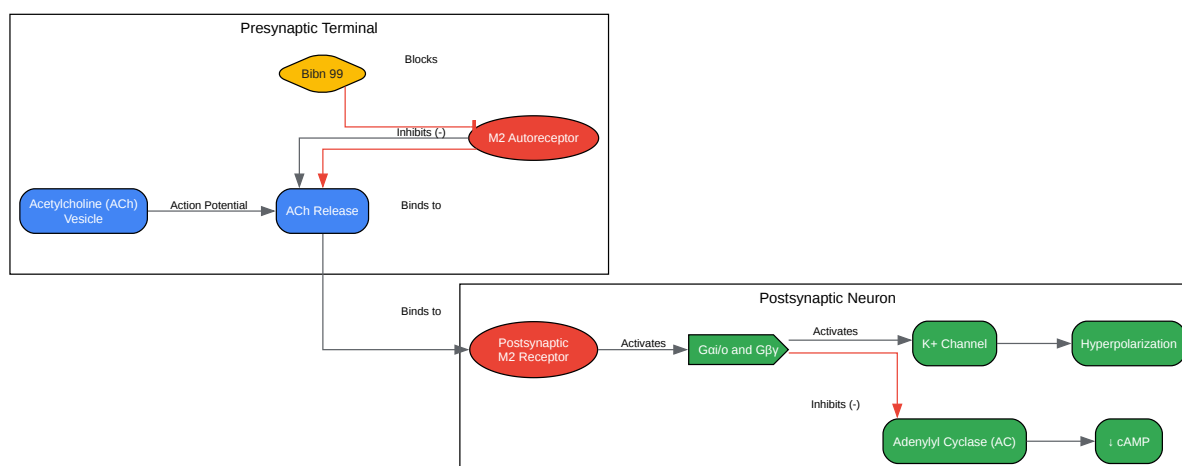 Presynaptic Terminal
Bibn 99
Blocks
Inhibits (-)
M2 Autoreceptor
Acetylcholine (ACh)
Vesicle
Action Potential
ACh Release
Binds to
Binds to
Postsynaptic Neuron
Postsynaptic
M2 Receptor
Activates
Gαi/o and Gβγ
Activates
K+ Channel
Hyperpolarization
Inhibits (-)
Adenylyl Cyclase (AC)
↓ cAMP